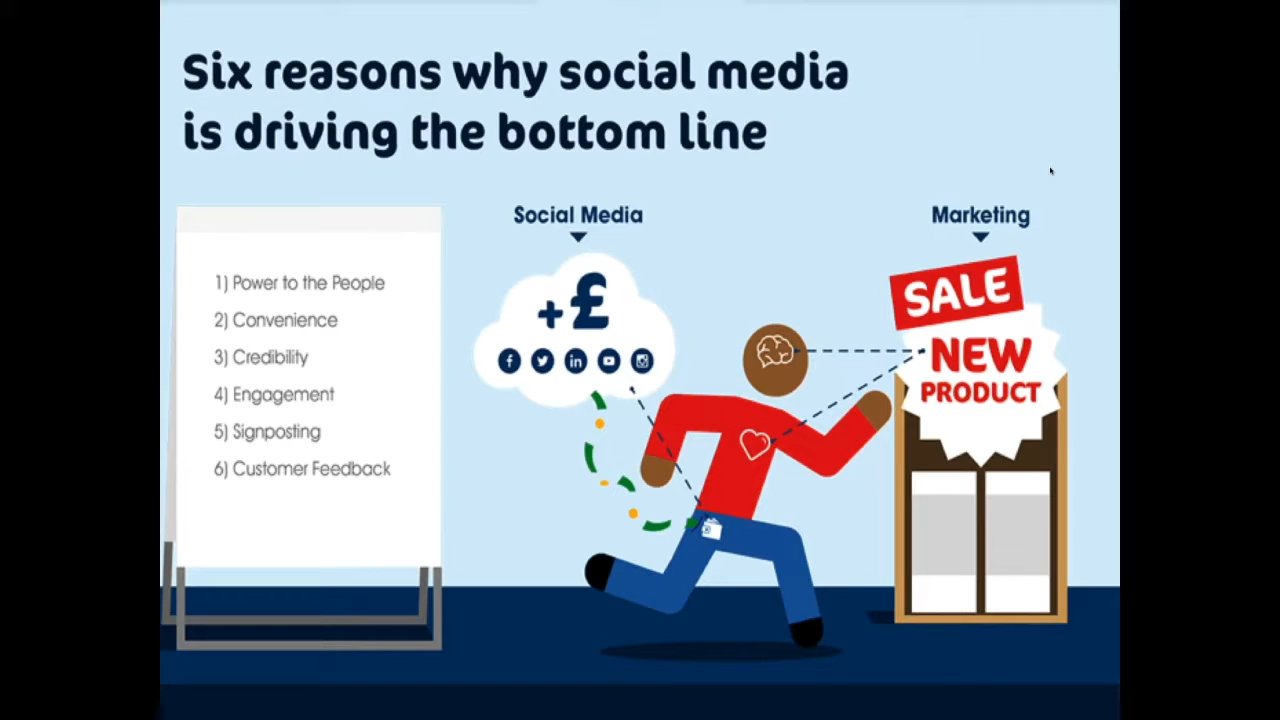 Six reasons why social media
is driving the bottom line
1) Power to the People
2) Convenience
3) Credibility
4) Engagement
5) Signposting
6) Customer Feedback
Social Media
+£
Marketing
SALE
NEW
PRODUCT